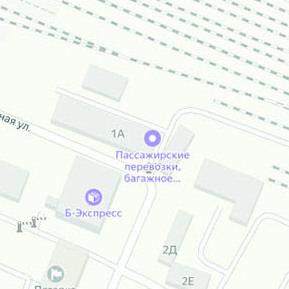 ная ул.
1А
Пассажирские
перевозки,
багажное...
Б-Экспресс
2Д
2Е